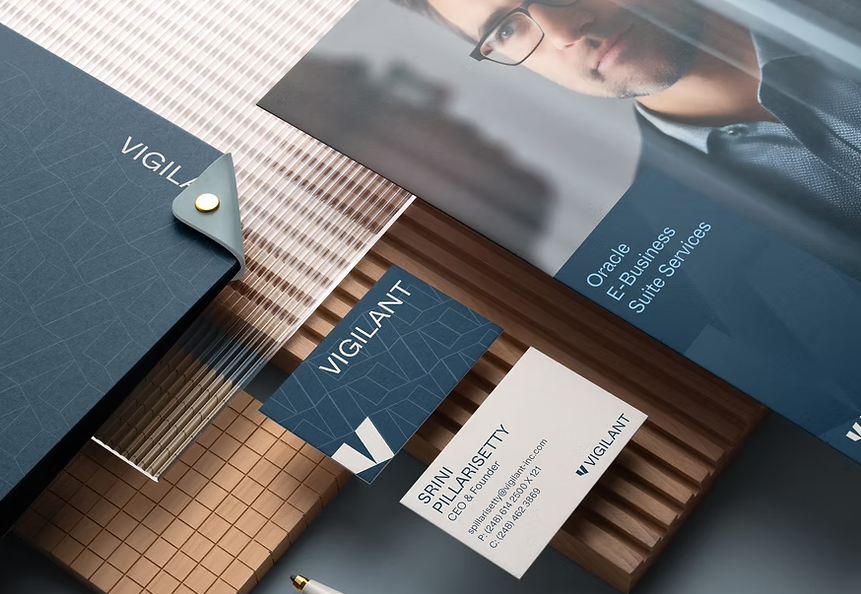 VIGILA
Oracle
E-Business
Suite Services
VIGILANT
SRINI
PILLARISETTY
CEO & Founder
spillarisetty@vigilant-inc.com
P: (248) 614 2500 X 121
C: (248) 462 3869
VIGILANT